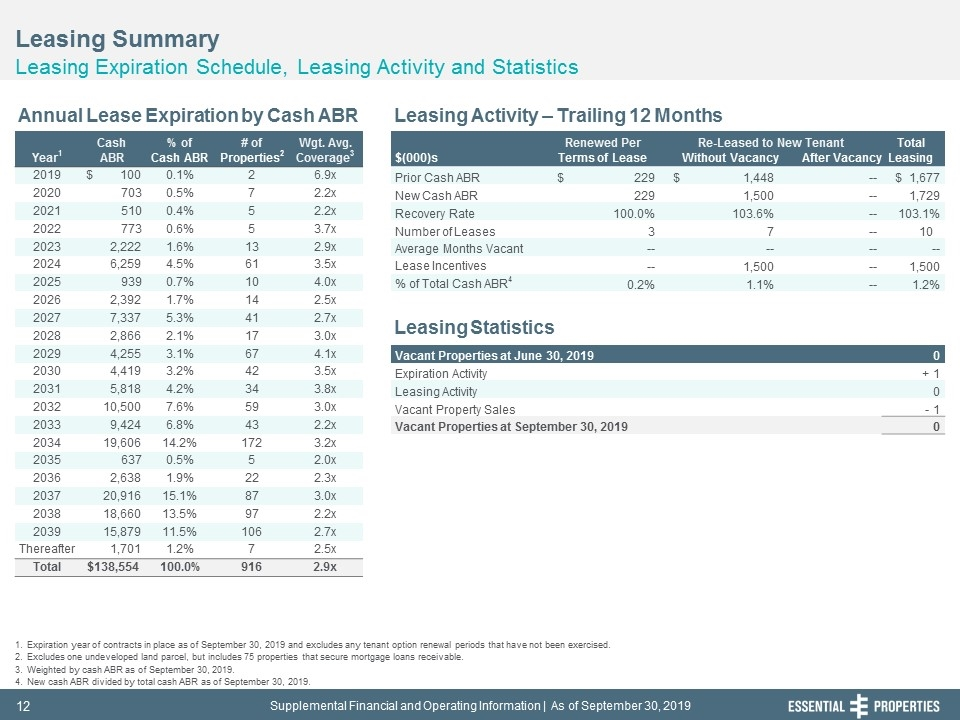 Leasing Summary
Leasing Expiration Schedule, Leasing Activity and Statistics
Annual Lease Expiration by Cash ABR
Year1 Cash ABR % of Cash ABR # of Properties2 Wgt. Avg. Coverage3
2019 $ 100 0.1% 2 6.9x
2020 703 0.5% 7 2.2x
2021 510 0.4% 5 2.2x
2022 773 0.6% 5 3.7x
2023 2,222 1.6% 13 2.9x
2024 6,259 4.5% 61 3.5x
2025 939 0.7% 10 4.0x
2026 2,392 1.7% 14 2.5x
2027 7,337 5.3% 41 2.7x
2028 2,866 2.1% 17 3.0x
2029 4,255 3.1% 67 4.1x
2030 4,419 3.2% 42 3.5x
2031 5,818 4.2% 34 3.8x
2032 10,500 7.6% 59 3.0x
2033 9,424 6.8% 43 2.2x
2034 19,606 14.2% 172 3.2x
2035 637 0.5% 5 2.0x
2036 2,638 1.9% 22 2.3x
2037 20,916 15.1% 87 3.0x
2038 18,660 13.5% 97 2.2x
2039 15,879 11.5% 106 2.7x
Thereafter 1,701 1.2% 7 2.5x
Total $138,554 100.0% 916 2.9x
Leasing Activity – Trailing 12 Months
Renewed Per Re-Leased to New Tenant Total
$(000)s Terms of Lease Without Vacancy After Vacancy Leasing
Prior Cash ABR $ 229 $ 1,448 -- $ 1,677
New Cash ABR 229 1,500 -- 1,729
Recovery Rate 100.0% 103.6% -- 103.1%
Number of Leases 3 7 -- 10
Average Months Vacant -- -- -- --
Lease Incentives -- 1,500 -- 1,500
% of Total Cash ABR4 0.2% 1.1% -- 1.2%
Leasing Statistics
Vacant Properties at June 30, 2019 0
Expiration Activity + 1
Leasing Activity 0
Vacant Property Sales - 1
Vacant Properties at September 30, 2019 0
1. Expiration year of contracts in place as of September 30, 2019 and excludes any tenant option renewal periods that have not been exercised.
2. Excludes one undeveloped land parcel, but includes 75 properties that secure mortgage loans receivable.
3. Weighted by cash ABR as of September 30, 2019.
4. New cash ABR divided by total cash ABR as of September 30, 2019.
12 Supplemental Financial and Operating Information | As of September 30, 2019 ESSENTIAL PROPERTIES